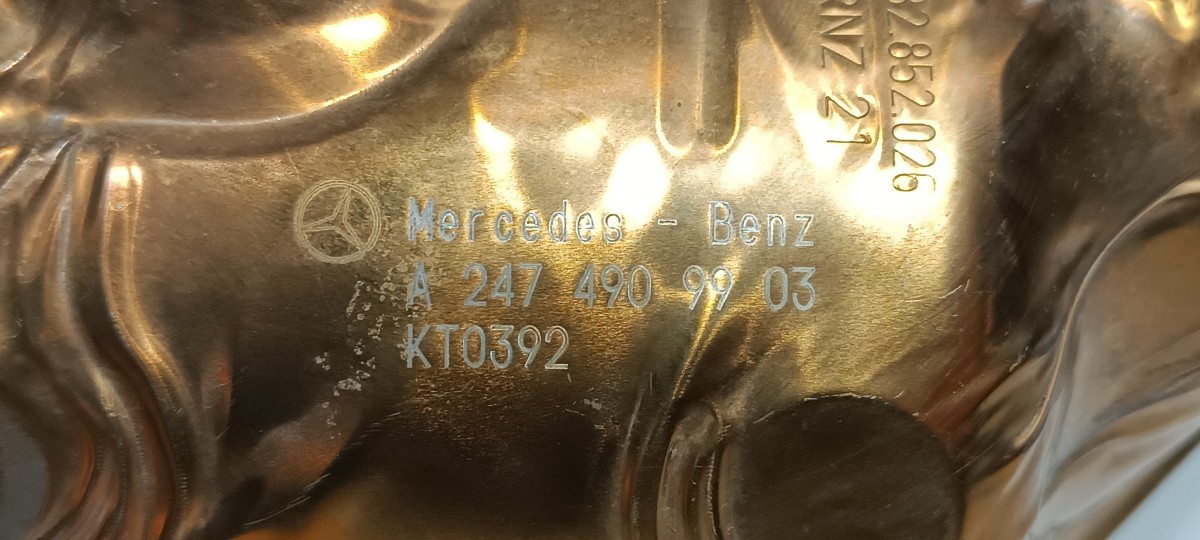 Mercedes - Benz
A 247 490 99 03
KT0392
82.852.026
RNZ 21